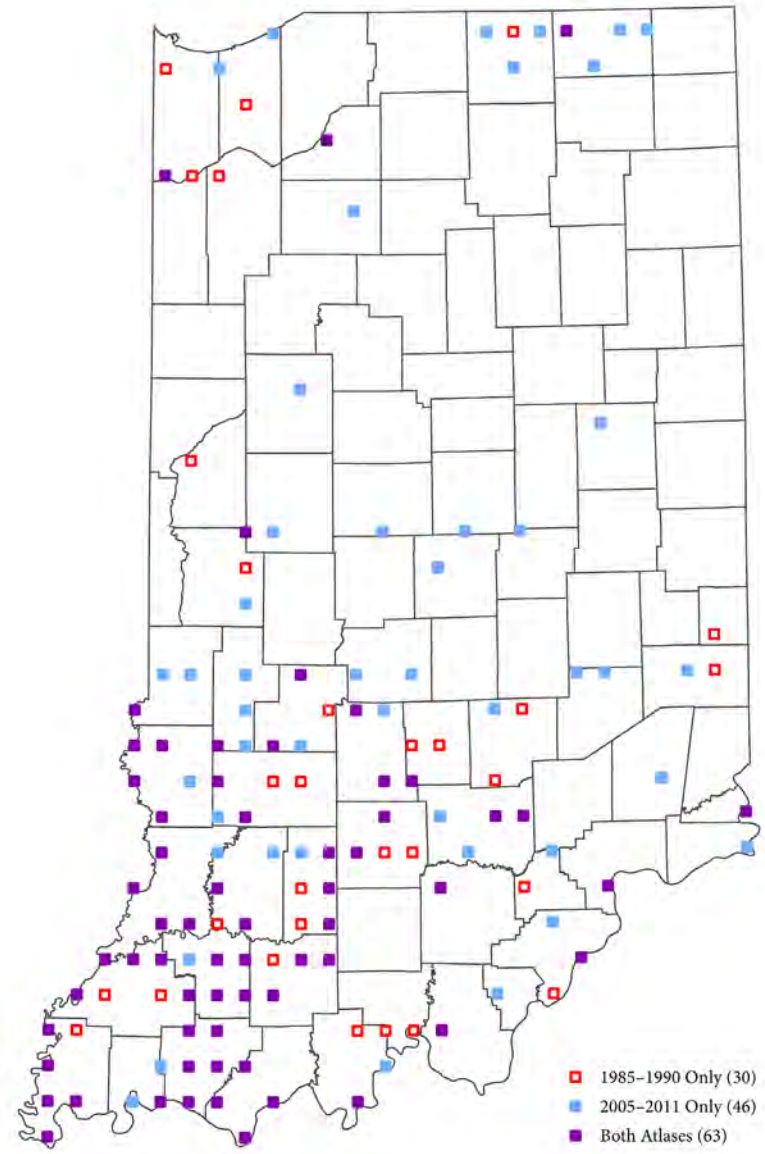 1985–1990 Only (30)
2005–2011 Only (46)
Both Atlases (63)